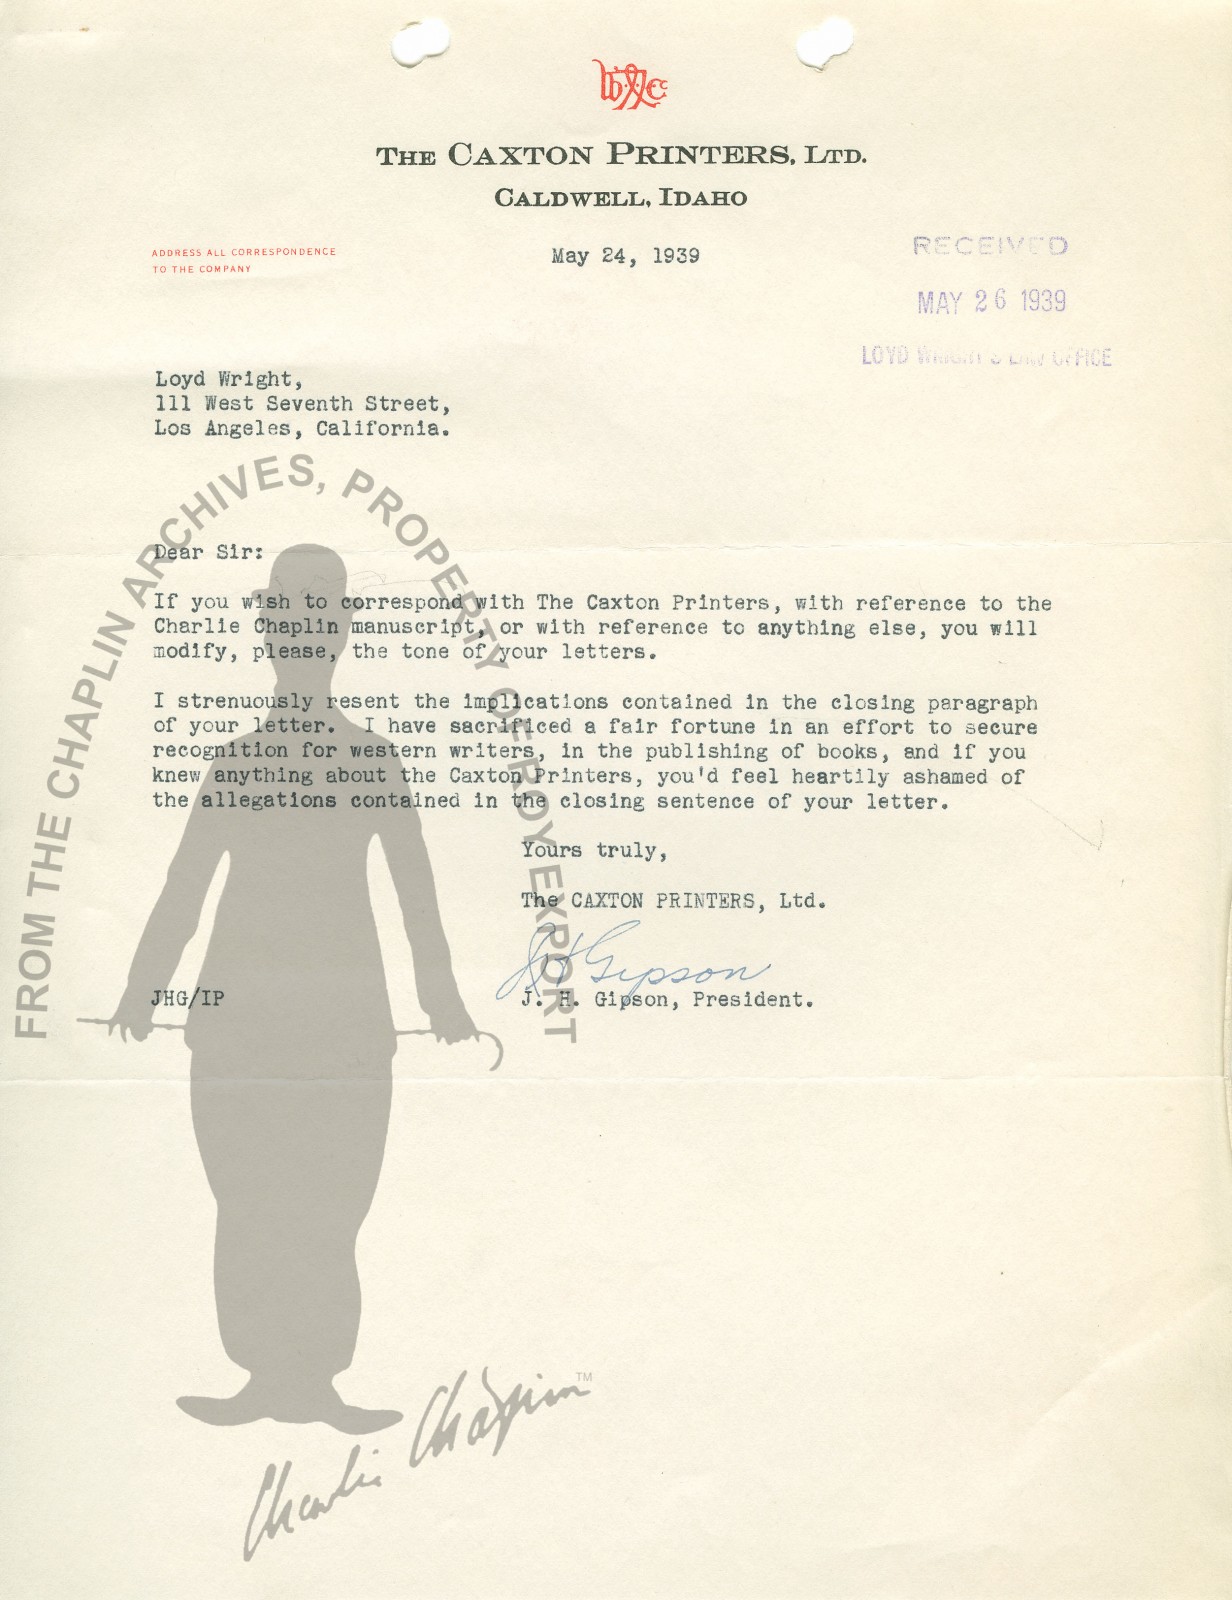 THE CAXTON PRINTERS, LTD.
CALDWELL, IDAHO
ADDRESS ALL CORRESPONDENCE
TO THE COMPANY
May 24, 1939
RECEIVED
MAY 26 1939
LOYD WRIGHT'S LAW OFFICE
Loyd Wright,
111 West Seventh Street,
Los Angeles, California.
Dear Sir:
If you wish to correspond with The Caxton Printers, with reference to the
Charlie Chaplin manuscript, or with reference to anything else, you will
modify, please, the tone of your letters.
I strenuously resent the implications contained in the closing paragraph
of your letter. I have sacrificed a fair fortune in an effort to secure
recognition for western writers, in the publishing of books, and if you
knew anything about the Caxton Printers, you'd feel heartily ashamed of
the allegations contained in the closing sentence of your letter.
Yours truly,
The CAXTON PRINTERS, Ltd.
J H Gipson
JHG/IP
J. H. Gipson, President.
FROM THE CHAPLIN ARCHIVES, PROPERTY OF ROY EXPORT
Charlie Chaplin TM